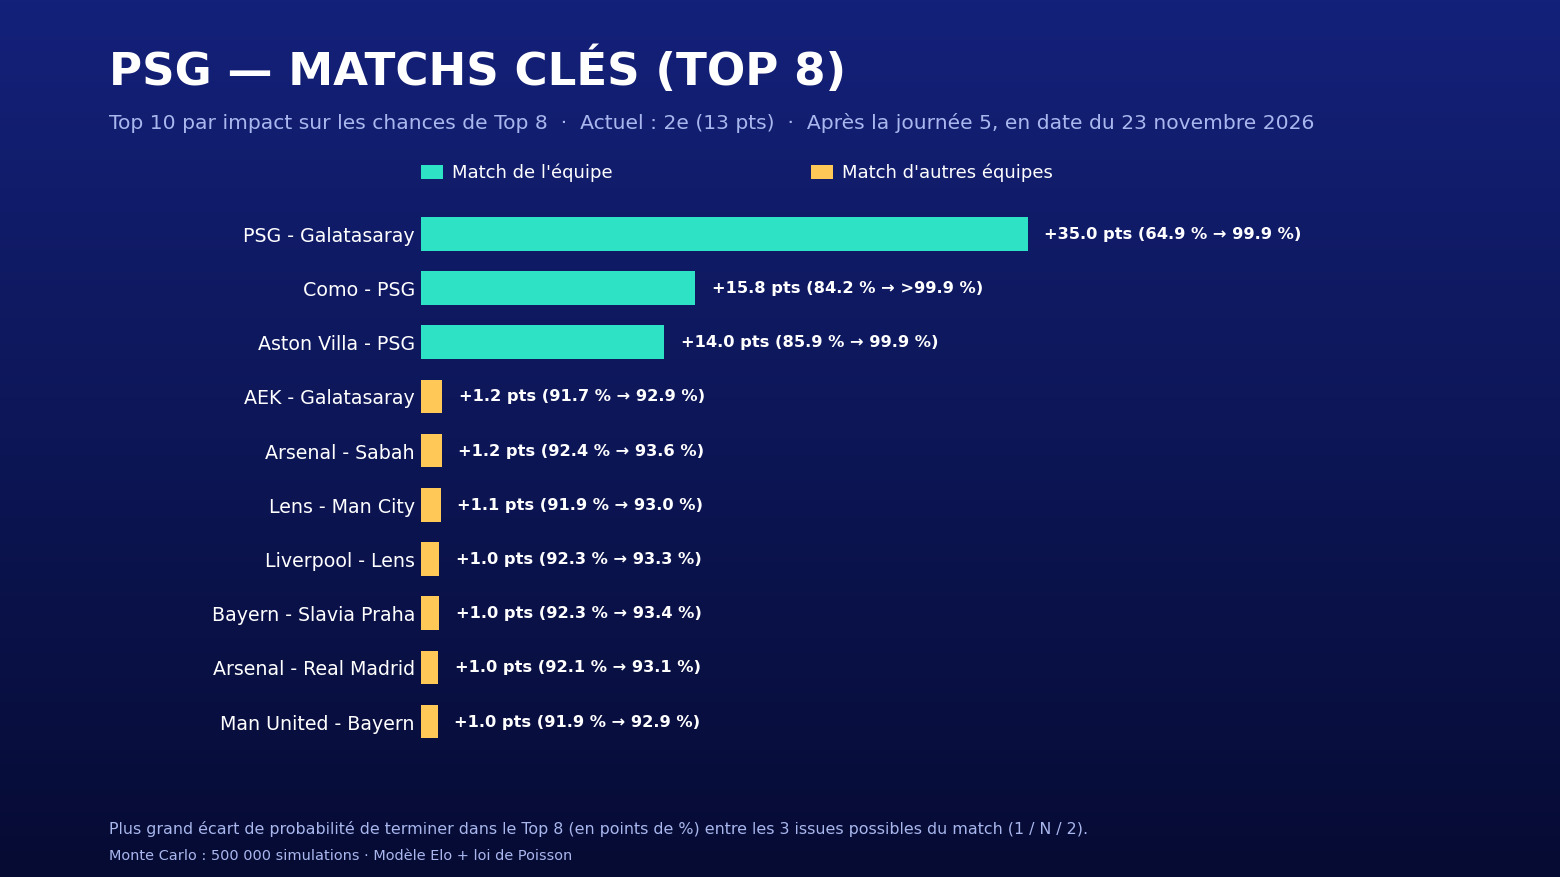 PSG — MATCHS CLÉS (TOP 8)
Top 10 par impact sur les chances de Top 8 · Actuel : 2e (13 pts) · Après la journée 5, en date du 23 novembre 2026
Match de l'équipe Match d'autres équipes
PSG - Galatasaray +35.0 pts (64.9 % → 99.9 %)
Como - PSG +15.8 pts (84.2 % → >99.9 %)
Aston Villa - PSG +14.0 pts (85.9 % → 99.9 %)
AEK - Galatasaray +1.2 pts (91.7 % → 92.9 %)
Arsenal - Sabah +1.2 pts (92.4 % → 93.6 %)
Lens - Man City +1.1 pts (91.9 % → 93.0 %)
Liverpool - Lens +1.0 pts (92.3 % → 93.3 %)
Bayern - Slavia Praha +1.0 pts (92.3 % → 93.4 %)
Arsenal - Real Madrid +1.0 pts (92.1 % → 93.1 %)
Man United - Bayern +1.0 pts (91.9 % → 92.9 %)
Plus grand écart de probabilité de terminer dans le Top 8 (en points de %) entre les 3 issues possibles du match (1 / N / 2).
Monte Carlo : 500 000 simulations · Modèle Elo + loi de Poisson